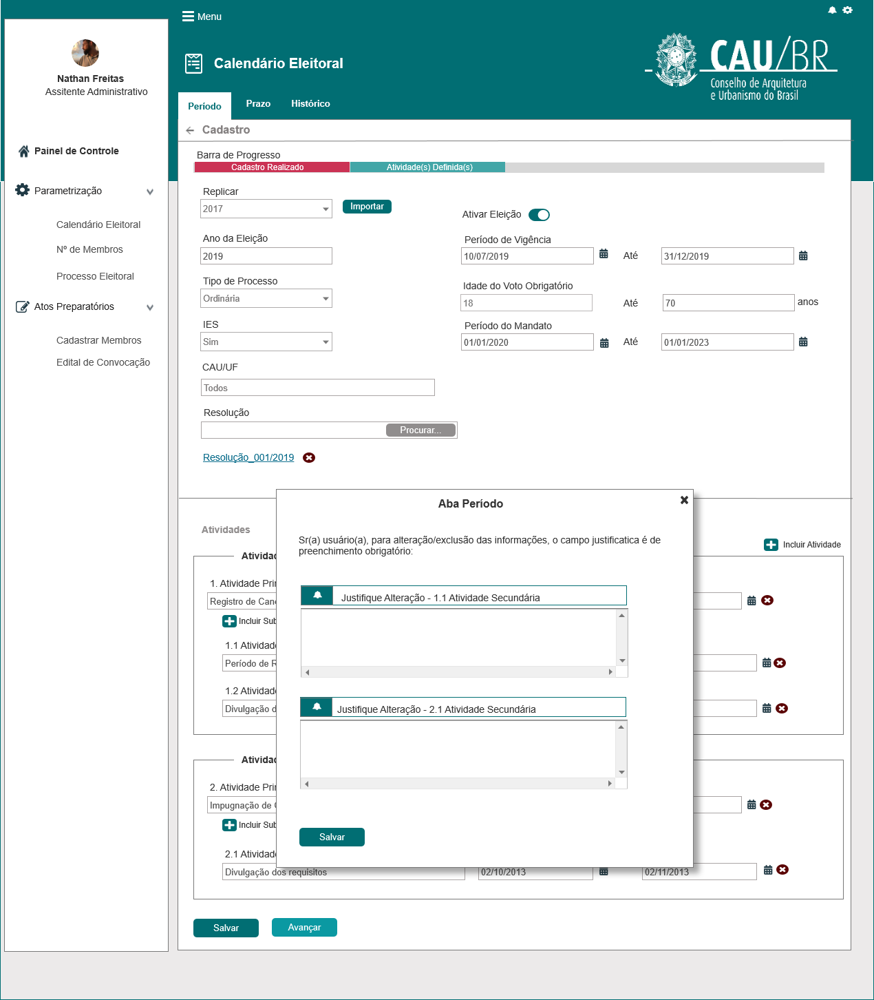 Menu
Nathan Freitas
Assitente Administrativo
Calendário Eleitoral
CAU/BR
Conselho de Arquitetura
e Urbanismo do Brasil
Período
Prazo
Histórico
Cadastro
Painel de Controle
Parametrização
Calendário Eleitoral
Nº de Membros
Processo Eleitoral
Atos Preparatórios
Cadastrar Membros
Edital de Convocação
Barra de Progresso
Cadastro Realizado
Atividade(s) Definida(s)
Replicar
2017
Importar
Ativar Eleição
Ano da Eleição
2019
Período de Vigência
10/07/2019
Até
31/12/2019
Tipo de Processo
Ordinária
Idade do Voto Obrigatório
18
Até
70
anos
IES
Sim
Período do Mandato
01/01/2020
Até
01/01/2023
CAU/UF
Todos
Resolução
Procurar...
Resolução_001/2019
Atividades
Incluir Atividade
Aba Período
Sr(a) usuário(a), para alteração/exclusão das informações, o campo justificatica é de
preenchimento obrigatório:
Justifique Alteração - 1.1 Atividade Secundária
Justifique Alteração - 2.1 Atividade Secundária
Salvar
Ativida
1. Atividade Pri
Registro de Can
Incluir Sub
1.1 Atividade
Período de R
1.2 Atividad
Divulgação d
Ativida
2. Atividade Pri
Impugnação de
Incluir Sub
2.1 Atividade
Divulgação dos requisitos
02/10/2013
02/11/2013
Salvar
Avançar